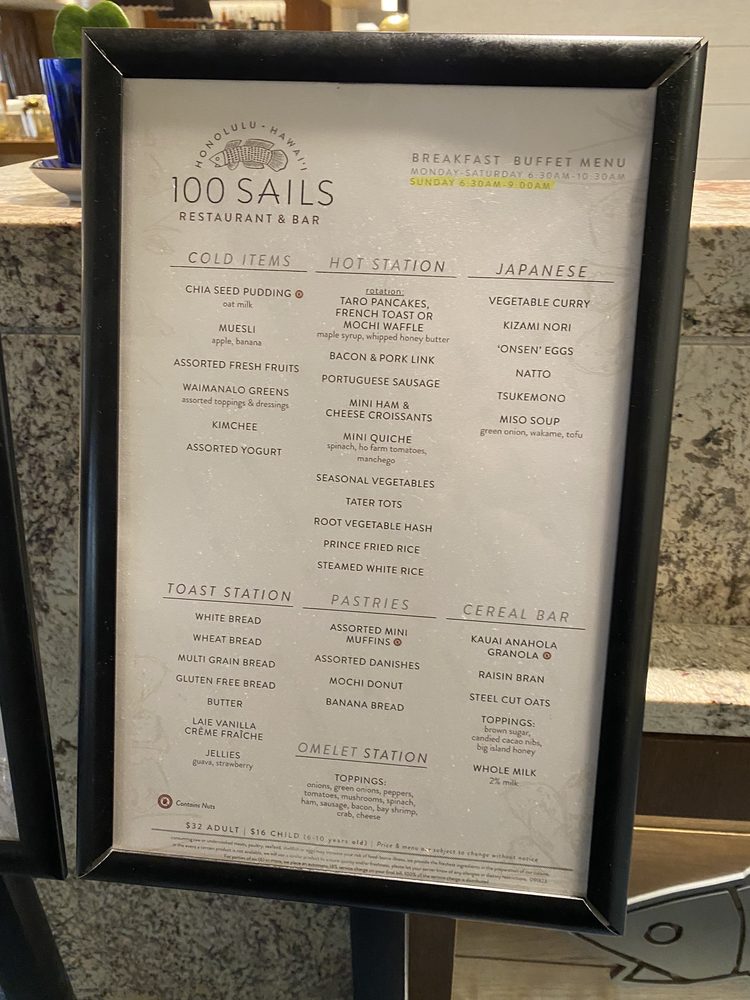 HONOLULU • HAWAI'I
100 SAILS
RESTAURANT & BAR
BREAKFAST BUFFET MENU
MONDAY-SATURDAY 6:30AM-10:30AM
SUNDAY 6:30AM-9:00AM
COLD ITEMS
CHIA SEED PUDDING
oat milk
MUESLI
apple, banana
ASSORTED FRESH FRUITS
WAIMANALO GREENS
assorted toppings & dressings
KIMCHEE
ASSORTED YOGURT
HOT STATION
rotation:
TARO PANCAKES,
FRENCH TOAST OR
MOCHI WAFFLE
maple syrup, whipped honey butter
BACON & PORK LINK
PORTUGUESE SAUSAGE
MINI HAM &
CHEESE CROISSANTS
MINI QUICHE
spinach, ho farm tomatoes,
manchego
SEASONAL VEGETABLES
TATER TOTS
ROOT VEGETABLE HASH
PRINCE FRIED RICE
STEAMED WHITE RICE
JAPANESE
VEGETABLE CURRY
KIZAMI NORI
'ONSEN' EGGS
NATTO
TSUKEMONO
MISO SOUP
green onion, wakame, tofu
TOAST STATION
WHITE BREAD
WHEAT BREAD
MULTI GRAIN BREAD
GLUTEN FREE BREAD
BUTTER
LAIE VANILLA
CRÈME FRAÎCHE
JELLIES
guava, strawberry
PASTRIES
ASSORTED MINI
MUFFINS
ASSORTED DANISHES
MOCHI DONUT
BANANA BREAD
OMELET STATION
TOPPINGS:
onions, green onions, peppers,
tomatoes, mushrooms, spinach,
ham, sausage, bacon, bay shrimp,
crab, cheese
CEREAL BAR
KAUAI ANAHOLA
GRANOLA
RAISIN BRAN
STEEL CUT OATS
TOPPINGS:
brown sugar,
candied cacao nibs,
big island honey
WHOLE MILK
2% milk
Contains Nuts
$32 ADULT | $16 CHILD (6-10 years old) | Price & menu are subject to change without notice